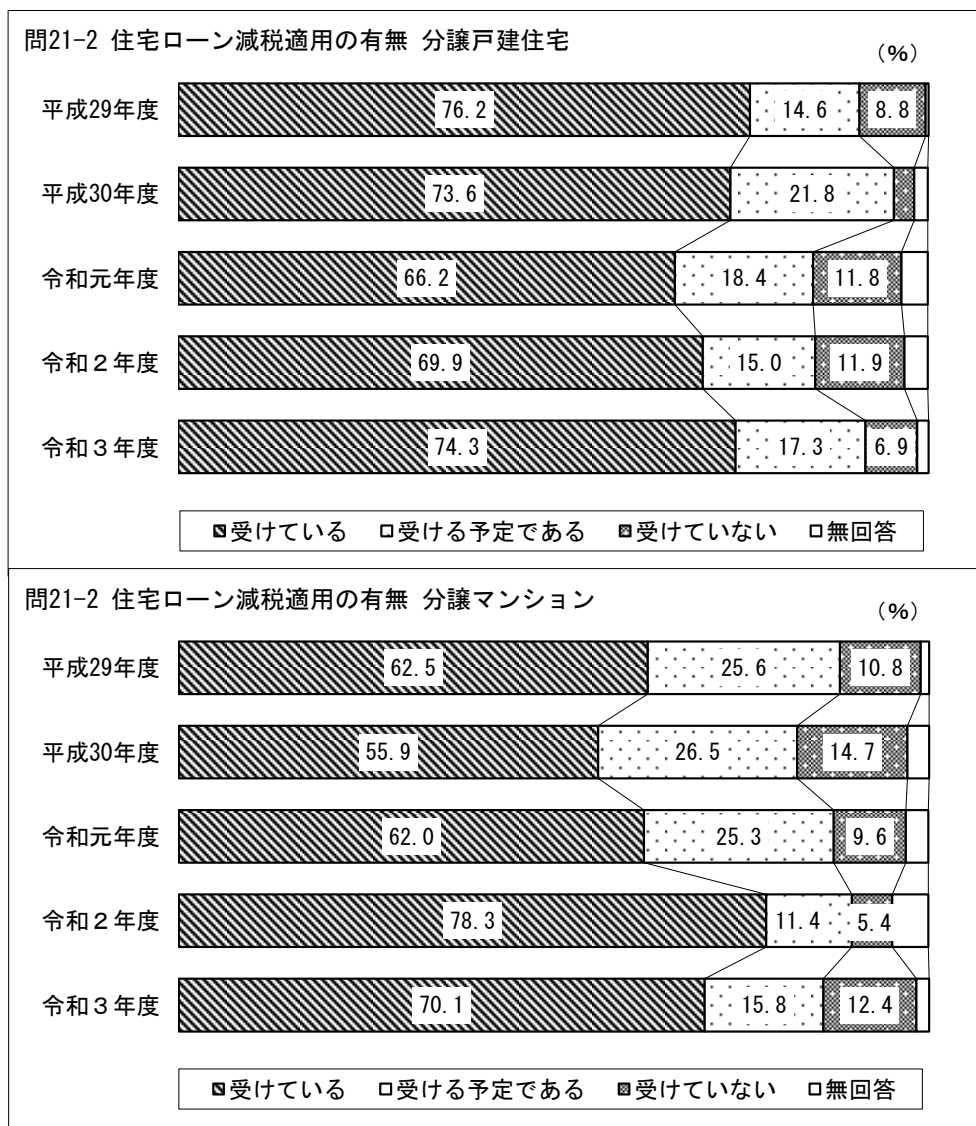 問21-2 住宅ローン減税適用の有無 分譲戸建住宅
(%)
平成29年度 76.2 14.6 8.8
平成30年度 73.6 21.8
令和元年度 66.2 18.4 11.8
令和2年度 69.9 15.0 11.9
令和3年度 74.3 17.3 6.9
受けている 受ける予定である 受けていない 無回答
問21-2 住宅ローン減税適用の有無 分譲マンション
(%)
平成29年度 62.5 25.6 10.8
平成30年度 55.9 26.5 14.7
令和元年度 62.0 25.3 9.6
令和2年度 78.3 11.4 5.4
令和3年度 70.1 15.8 12.4
受けている 受ける予定である 受けていない 無回答